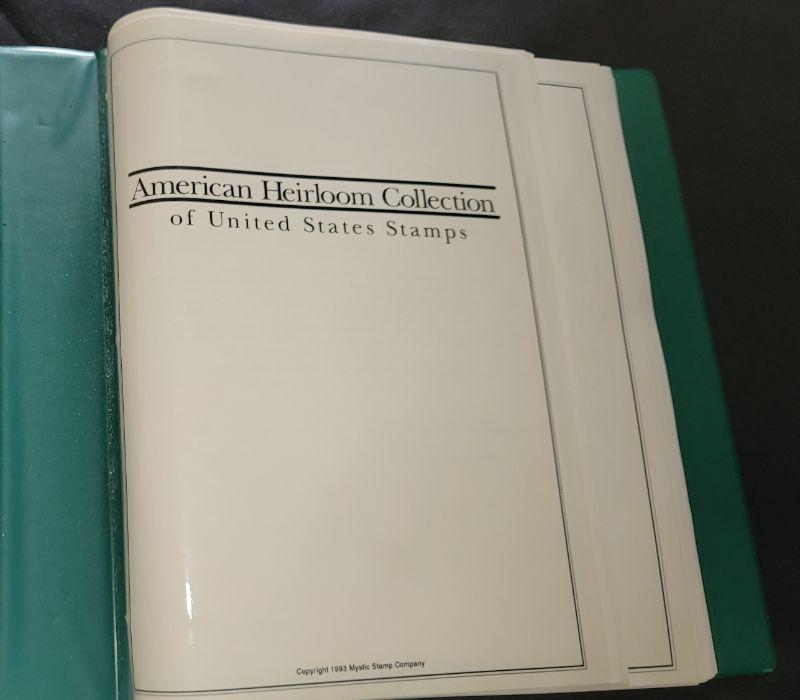 American Heirloom Collection
of United States Stamps
Copyright 1993 Mystic Stamp Company